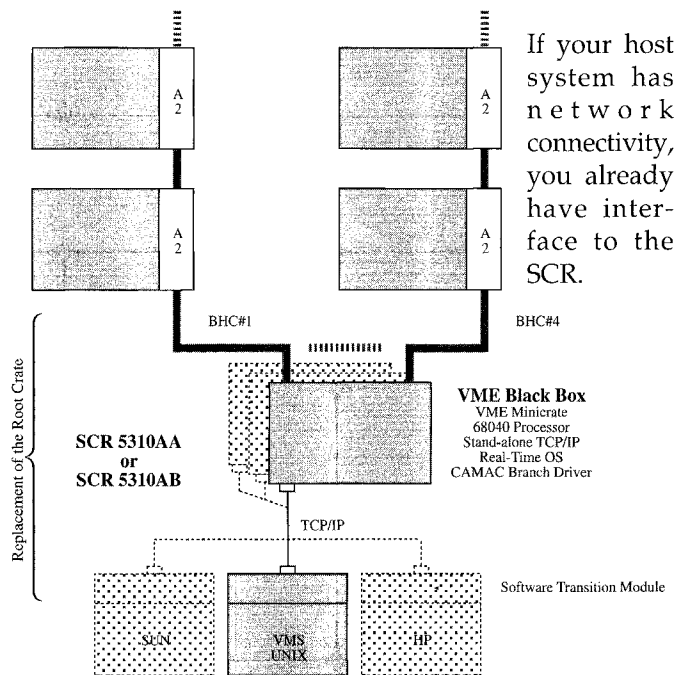 A
2
A
2
If your host
system has
network
connectivity,
you already
have inter-
face to the
SCR.
A
2
A
2
BHC#1
BHC#4
Replacement of the Root Crate
SCR 5310AA
or
SCR 5310AB
VME Black Box
VME Minicrate
68040 Processor
Stand-alone TCP/IP
Real-Time OS
CAMAC Branch Driver
TCP/IP
Software Transition Module
SUN
VMS
UNIX
HP